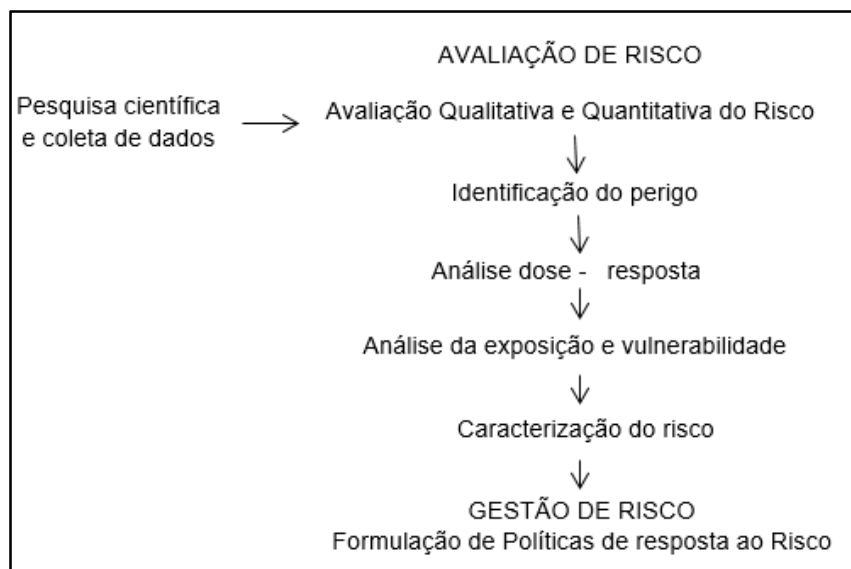 AVALIAÇÃO DE RISCO
Pesquisa científica
e coleta de dados
Avaliação Qualitativa e Quantitativa do Risco
Identificação do perigo
Análise dose - resposta
Análise da exposição e vulnerabilidade
Caracterização do risco
GESTÃO DE RISCO
Formulação de Políticas de resposta ao Risco